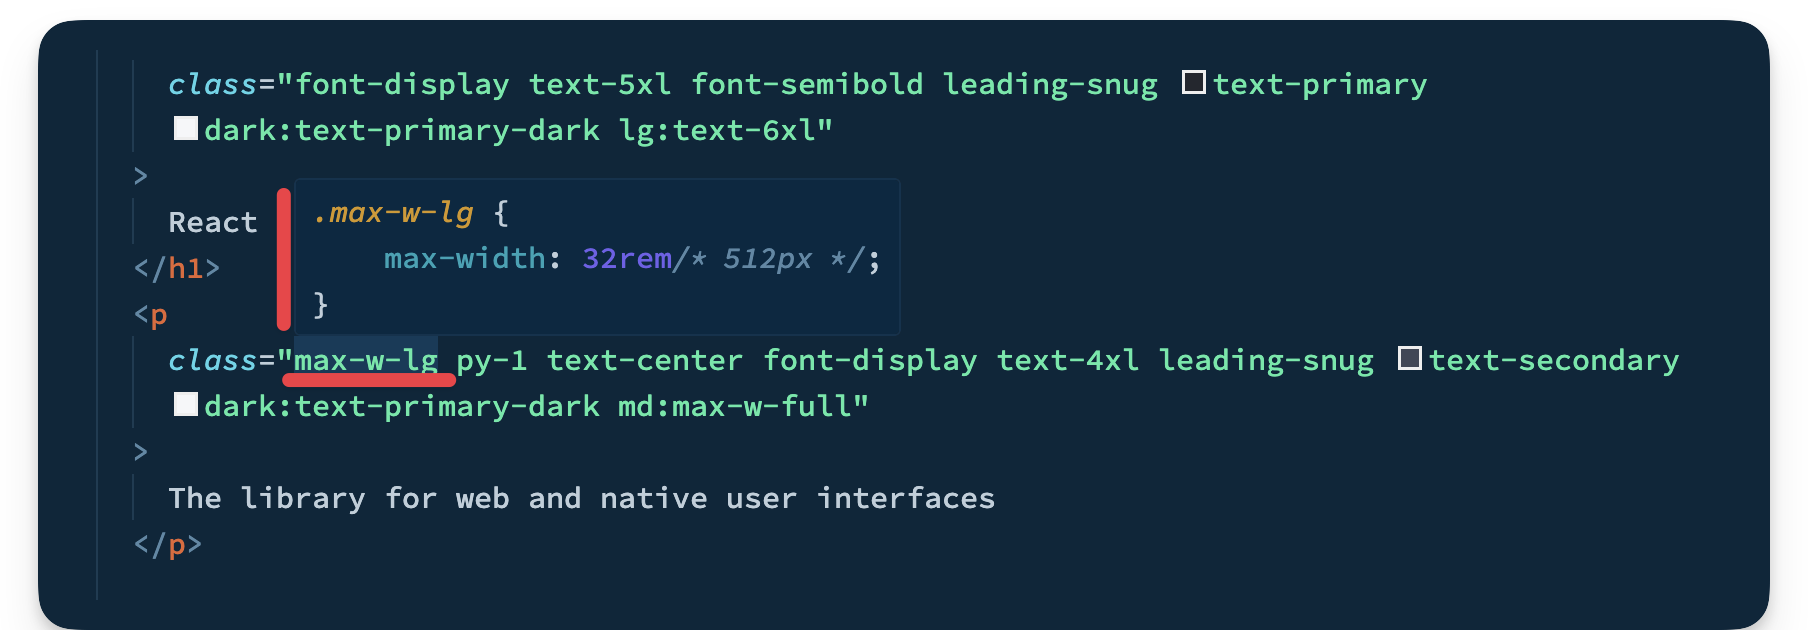 class="font-display text-5xl font-semibold leading-snug text-primary
dark:text-primary-dark lg:text-6xl"
>
React
</h1>
<p
.max-w-lg {
max-width: 32rem/* 512px */;
}
class="max-w-lg py-1 text-center font-display text-4xl leading-snug text-secondary
dark:text-primary-dark md:max-w-full"
>
The library for web and native user interfaces
</p>